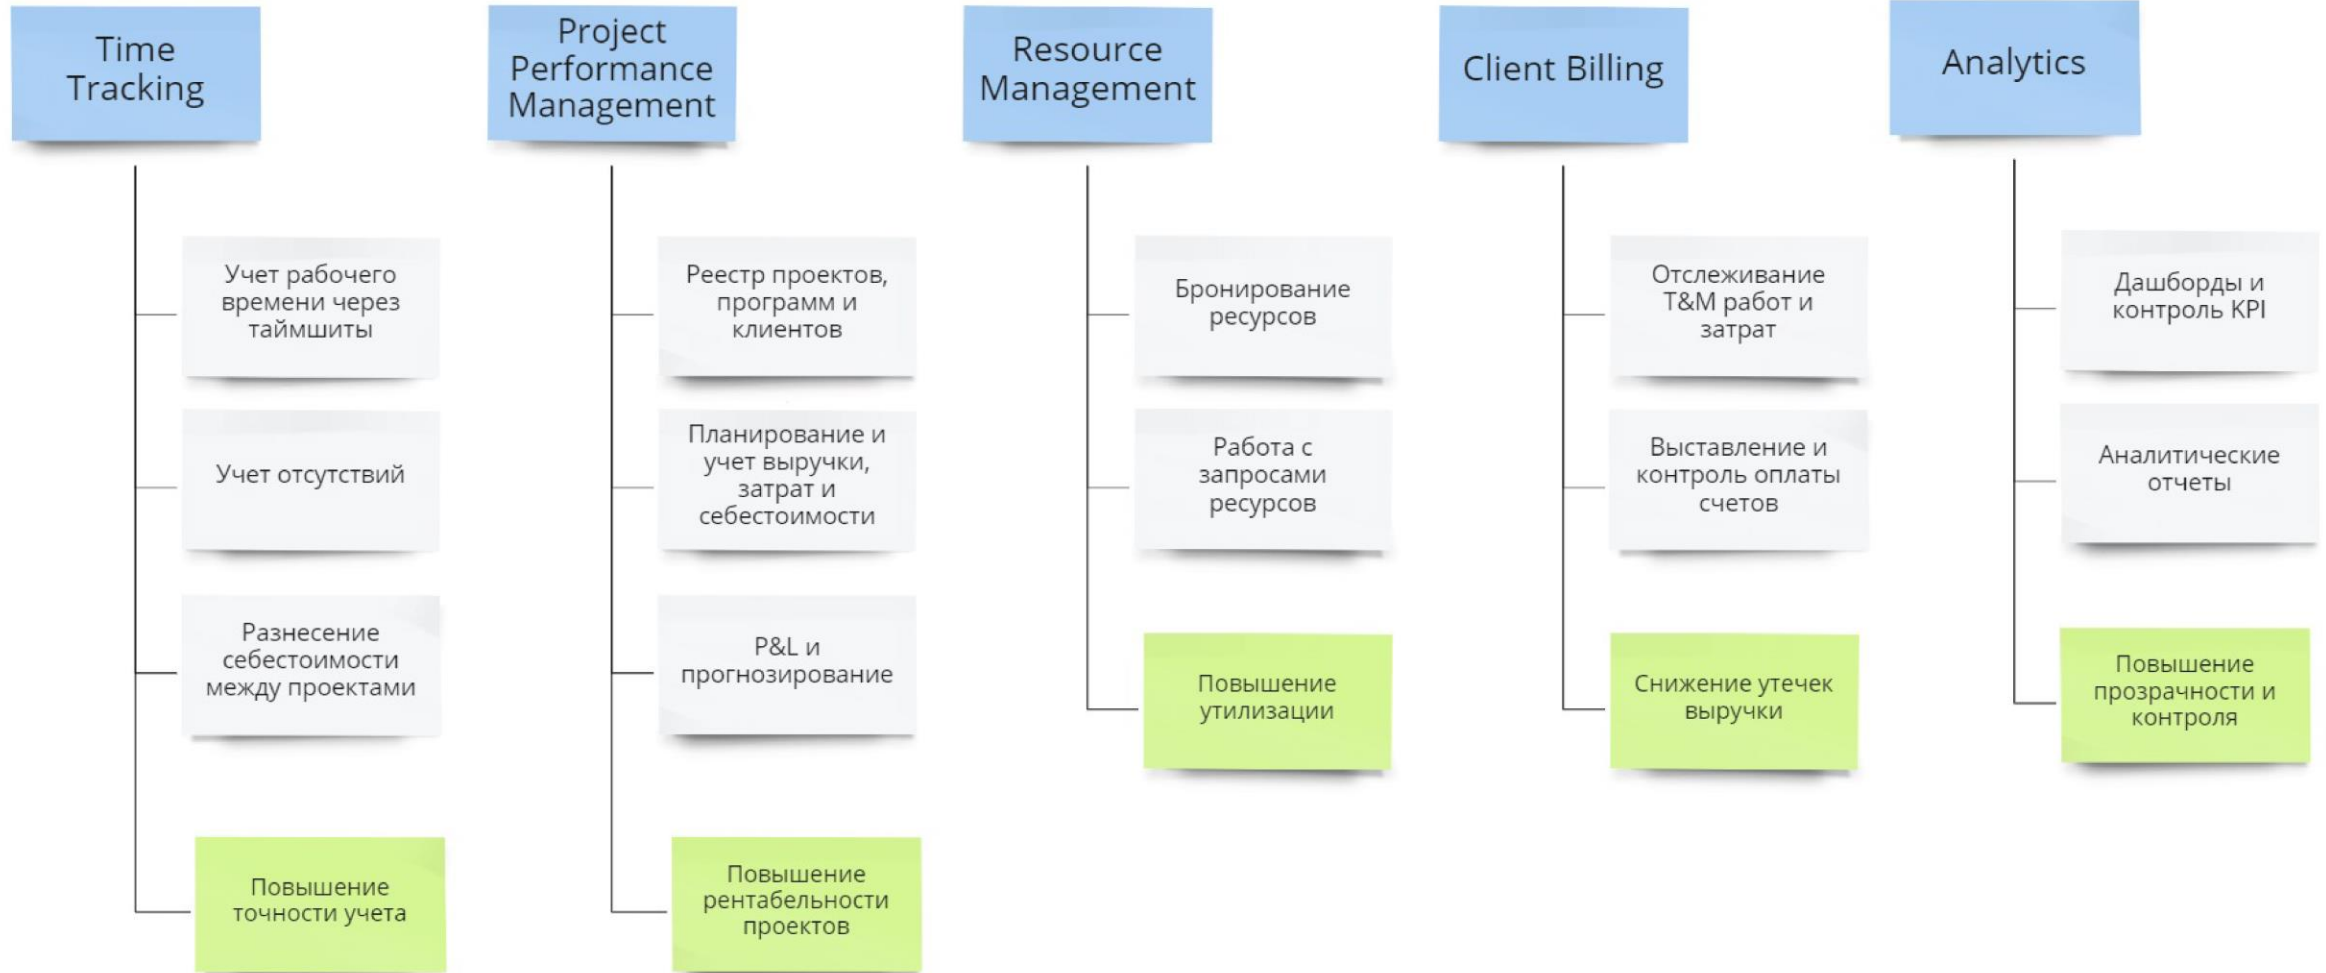 Time
Tracking
Учет рабочего
времени через
таймшиты
Учет отсутствий
Разнесение
себестоимости
между проектами
Повышение
точности учета
Project
Performance
Management
Реестр проектов,
программ и
клиентов
Планирование и
учет выручки,
затрат и
себестоимости
P&L и
прогнозирование
Повышение
рентабельности
проектов
Resource
Management
Бронирование
ресурсов
Работа с
запросами
ресурсов
Повышение
утилизации
Client Billing
Отслеживание
T&M работ и
затрат
Выставление и
контроль оплаты
счетов
Снижение утечек
выручки
Analytics
Дашборды и
контроль KPI
Аналитические
отчеты
Повышение
прозрачности и
контроля